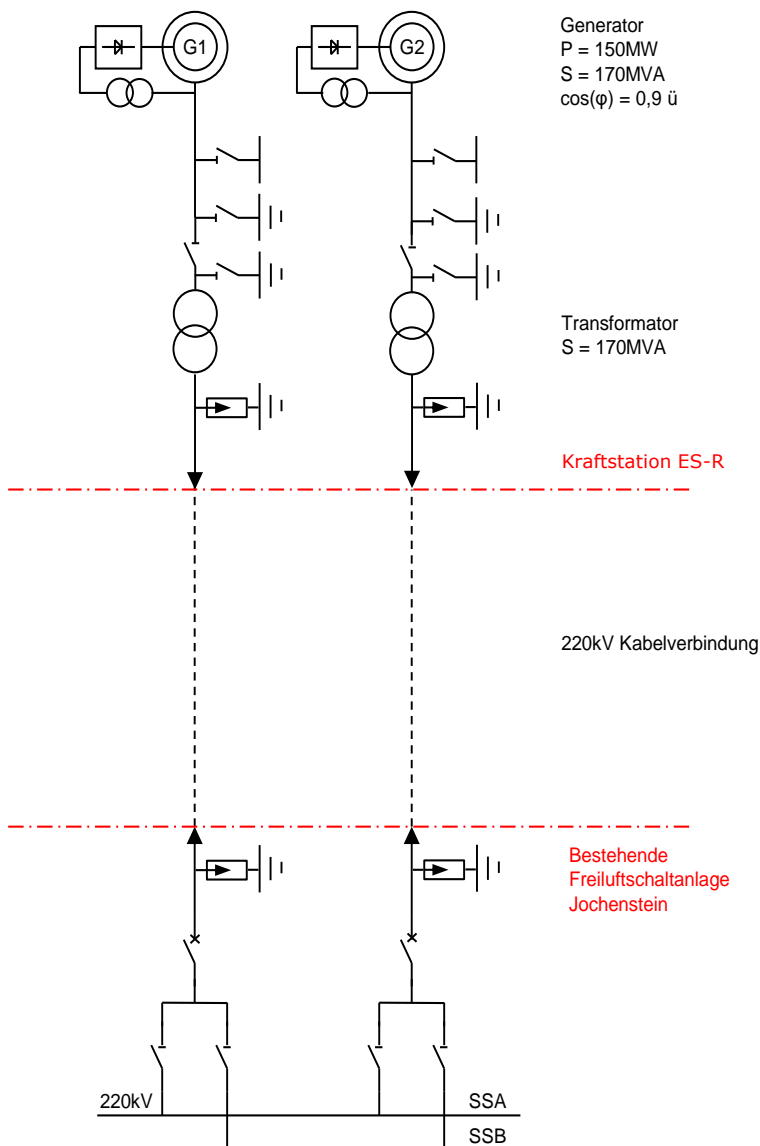 G1
G2
Generator
P = 150MW
S = 170MVA
cos(φ) = 0,9 ü
Transformator
S = 170MVA
Kraftstation ES-R
220kV Kabelverbindung
Bestehende
Freiluftschaltanlage
Jochenstein
220kV
SSA
SSB